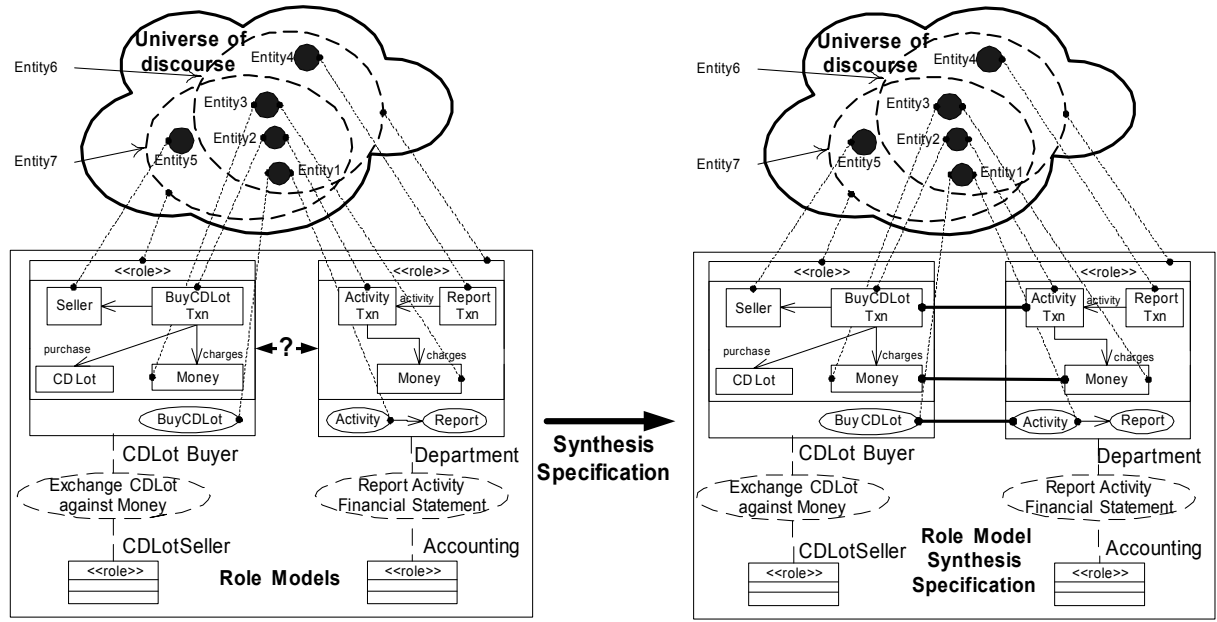 Universe of
discourse
Entity4
Entity6
Entity3
Entity2
Entity7
Entity5
Entity1
<<role>>
Seller
BuyCDLot
Txn
purchase
charges
CD Lot
Money
BuyCDLot
?
<<role>>
Activity
Txn
activity
Report
Txn
charges
Money
Activity
Report
CDLot Buyer
Exchange CDLot
against Money
CDLotSeller
<<role>>
Department
Report Activity
Financial Statement
Accounting
<<role>>
Role Models
Synthesis
Specification
Universe of
discourse
Entity4
Entity6
Entity3
Entity2
Entity7
Entity5
Entity1
<<role>>
Seller
BuyCDLot
Txn
purchase
charges
CD Lot
Money
BuyCDLot
<<role>>
Activity
Txn
activity
Report
Txn
charges
Money
Activity
Report
CDLot Buyer
Exchange CDLot
against Money
CDLotSeller
<<role>>
Department
Report Activity
Financial Statement
Accounting
<<role>>
Role Model
Synthesis
Specification